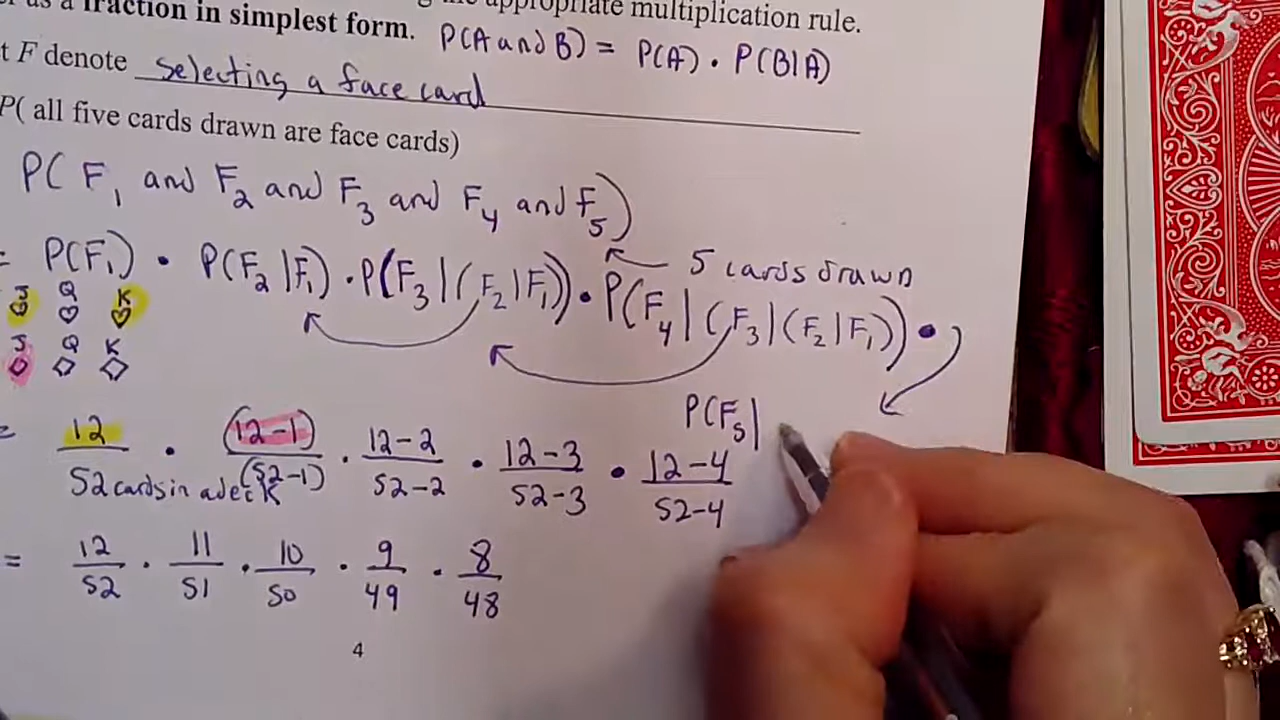 as a fraction in simplest form. the appropriate multiplication rule.
P(A and B) = P(A) · P(B|A)
t F denote selecting a face card
P( all five cards drawn are face cards)
P( F1 and F2 and F3 and F4 and F5)
= P(F1) · P(F2|F1) · P(F3|(F2|F1)) · P(F4|(F3|(F2|F1)) ·
5 cards drawn
J Q K
♡ ♡ ♡
J Q K
◇ ◇ ◇
P(F5|
= 12/52 cards in a deck · (12-1)/(52-1) · 12-2/52-2 · 12-3/52-3 · 12-4/52-4
= 12/52 · 11/51 · 10/50 · 9/49 · 8/48
4